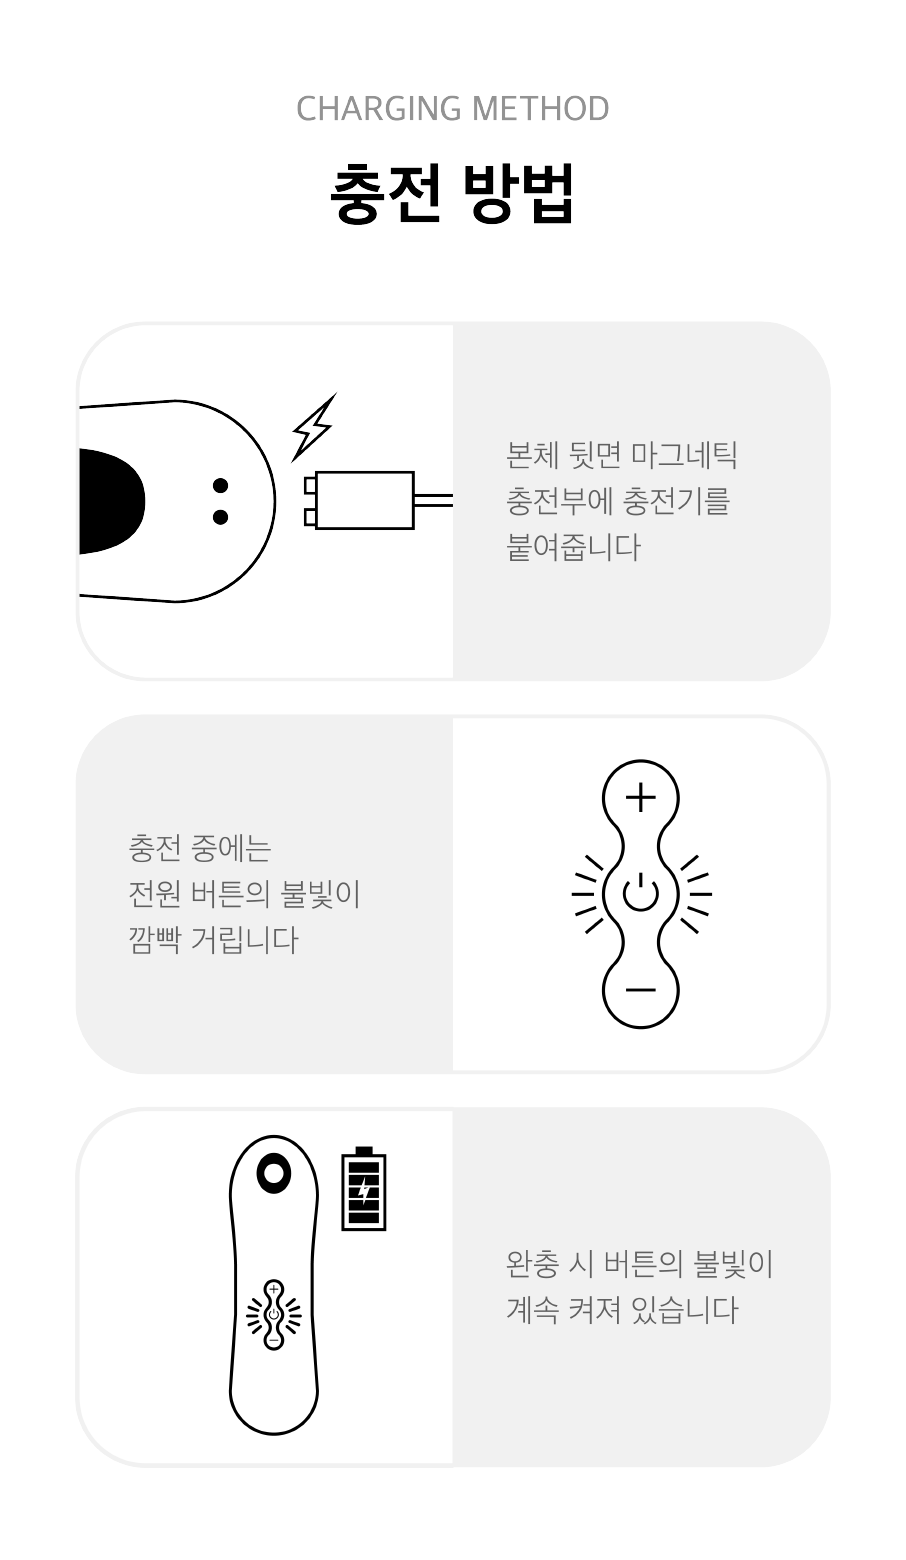 CHARGING METHOD
충전 방법
본체 뒷면 마그네틱
충전부에 충전기를
붙여줍니다
충전 중에는
전원 버튼의 불빛이
깜빡 거립니다
완충 시 버튼의 불빛이
계속 켜져 있습니다